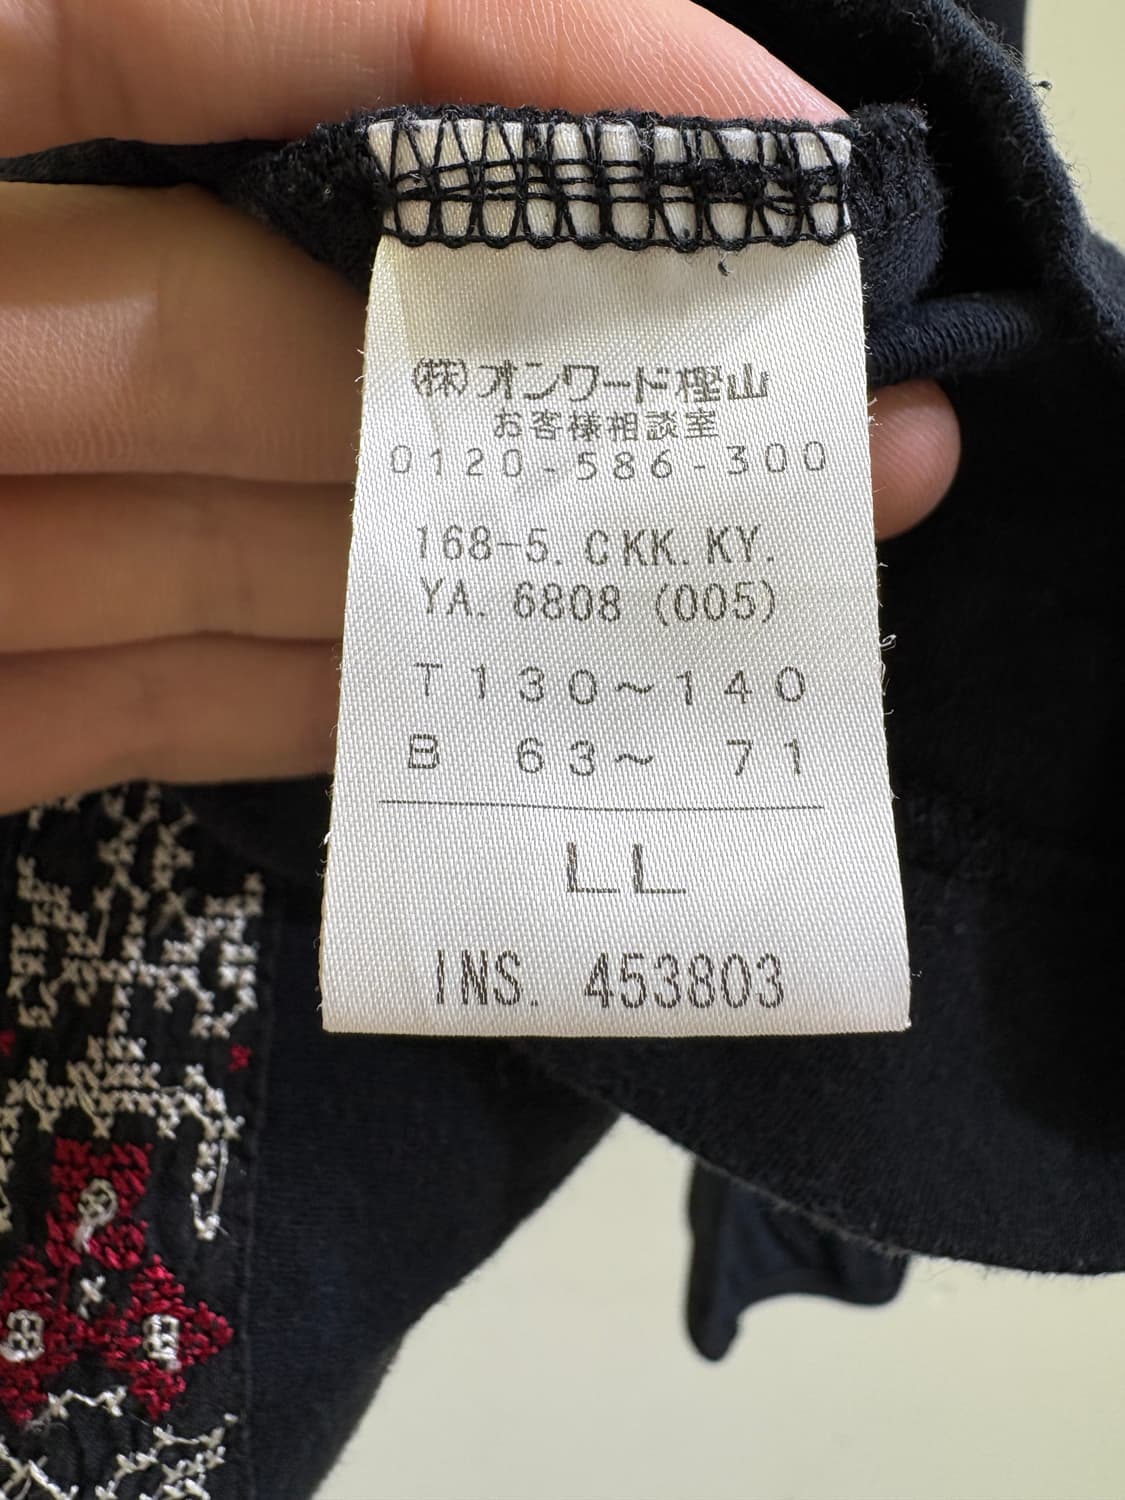 (株)オンワード樫山
お客様相談室
0120-586-300
168-5. CKK. KY.
YA. 6808 (005)
T 130~140
B 63~ 71
LL
INS. 453803